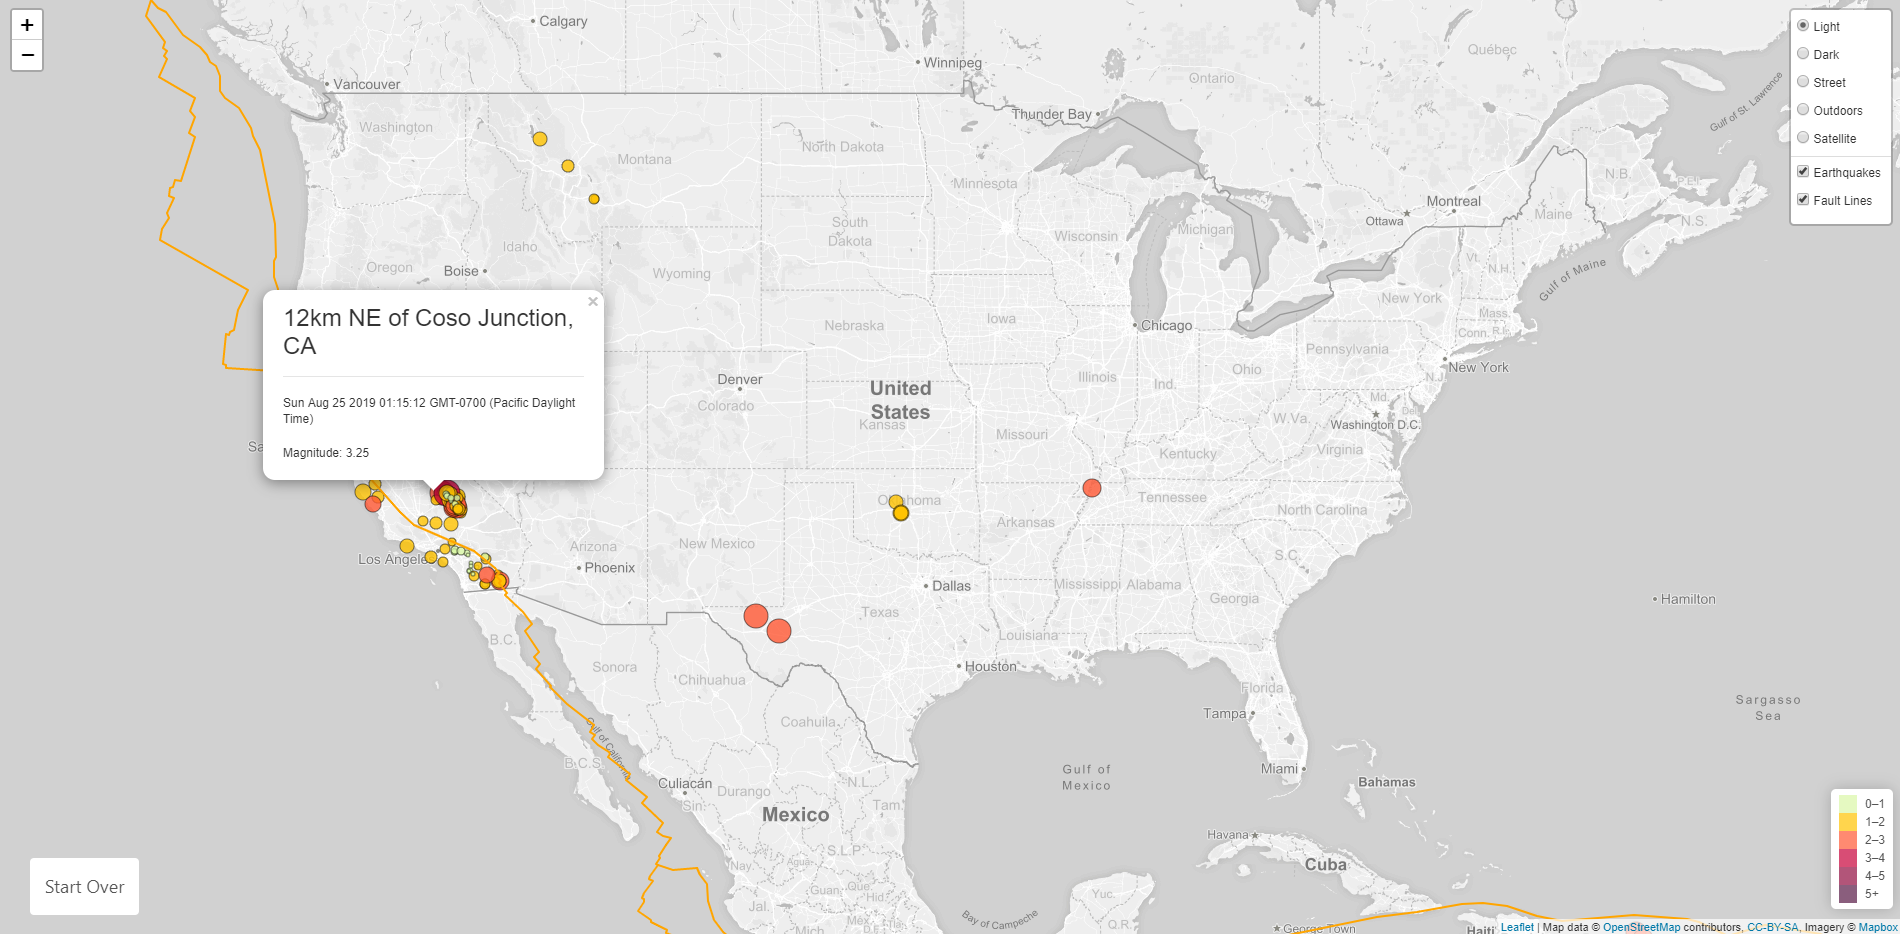 +
−
Calgary
Vancouver
Winnipeg
Ontario
Québec
Gulf of St. Lawrence
Thunder Bay
Washington
Montana
North Dakota
Minnesota
N.B.
P.E.I.
N.S.
Montreal
Ottawa
Maine
South
Dakota
Wisconsin
Michigan
Idaho
Oregon
Boise
Wyoming
Vt.
N.H.
Gulf of Maine
New York
Mass.
Conn.
R.I.
Nebraska
Iowa
Chicago
Pennsylvania
New York
N.J.
12km NE of Coso Junction,
CA
×
Sun Aug 25 2019 01:15:12 GMT-0700 (Pacific Daylight
Time)
Magnitude: 3.25
Sa
Denver
Colorado
United
States
Kansas
Illinois
Ind.
Ohio
Md.
Del.
W.Va.
Washington D.C.
Missouri
Kentucky
Virginia
Oklahoma
Tennessee
North Carolina
Arkansas
Los Angeles
Arizona
Phoenix
New Mexico
S.C.
Dallas
Mississippi
Alabama
Georgia
Texas
Louisiana
Hamilton
B.C.
Sonora
Chihuahua
Houston
Florida
Tampa
Sargasso
Sea
Coahuila
Gulf of California
B.C.S.
Culiacán
Sin.
Durango
N.L.
Tam.
Gulf of
Mexico
Miami
Bahamas
Mexico
Havana
Cuba
S.L.P.
Nay.
Agua.
Guan.
Que.
Hid.
Jal.
Mich.
Méx.
D.F.
Bay of Campeche
Yuc.
Q.R.
George Town
Haiti
Light
Dark
Street
Outdoors
Satellite
Earthquakes
Fault Lines
0–1
1–2
2–3
3–4
4–5
5+
Start Over
Leaflet | Map data © OpenStreetMap contributors, CC-BY-SA, Imagery © Mapbox